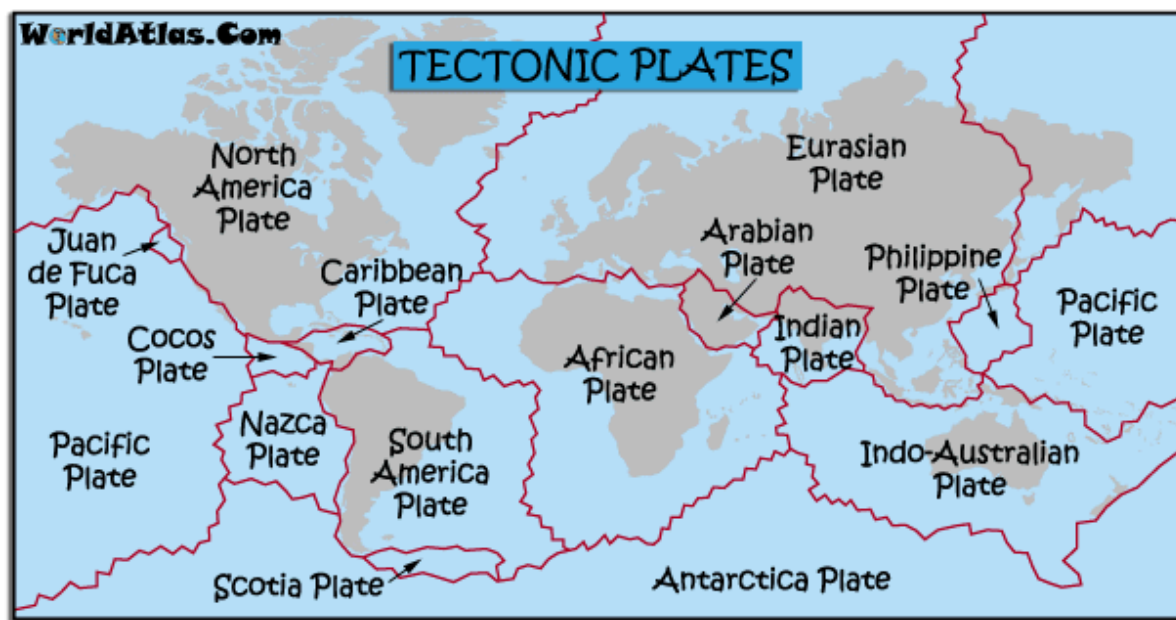 WorldAtlas.Com
TECTONIC PLATES
North
America
Plate
Eurasian
Plate
Juan
de Fuca
Plate
Caribbean
Plate
Arabian
Plate
Philippine
Plate
Pacific
Plate
Cocos
Plate
African
Plate
Indian
Plate
Nazca
Plate
Pacific
Plate
South
America
Plate
Indo-Australian
Plate
Scotia Plate
Antarctica Plate